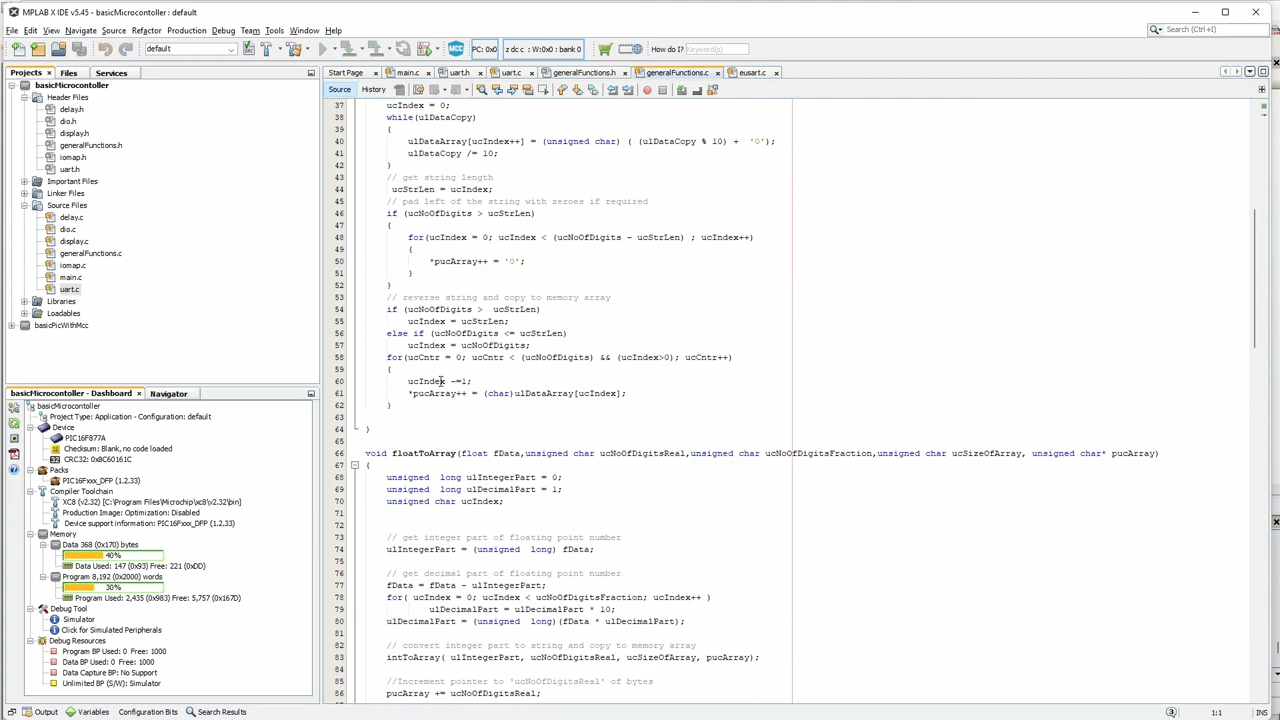 MPLAB X IDE v5.45 - basicMicrocontoller : default
File Edit View Navigate Source Refactor Production Debug Team Tools Window Help
Search (Ctrl+I)
default
PC: 0x0
z dc c : W:0x0 : bank 0
How do I?
(Keyword(s)
Projects
Files
Services
basicMicrocontoller
Header Files
delay.h
dio.h
display.h
generalFunctions.h
iomap.h
uart.h
Important Files
Linker Files
Source Files
delay.c
dio.c
display.c
generalFunctions.c
iomap.c
main.c
uart.c
Libraries
Loadables
basicPicWithMcc
basicMicrocontoller - Dashboard
Navigator
basicMicrocontoller
Project Type: Application - Configuration: default
Device
PIC16F877A
Checksum: Blank, no code loaded
CRC32: 0x8C60161C
Packs
PIC16Fxxx_DFP (1.2.33)
Compiler Toolchain
XC8 (v2.32) [C:\Program Files\Microchip\xc8\v2.32\bin]
Production Image: Optimization: Disabled
Device support information: PIC16Fxxx_DFP (1.2.33)
Memory
Data 368 (0x170) bytes
40%
Data Used: 147 (0x93) Free: 221 (0xDD)
Program 8,192 (0x2000) words
30%
Program Used: 2,435 (0x983) Free: 5,757 (0x167D)
Debug Tool
Simulator
Click for Simulated Peripherals
Debug Resources
Program BP Used: 0 Free: 1000
Data BP Used: 0 Free: 1000
Data Capture BP: No Support
Unlimited BP (S/W): Simulator
Start Page
main.c
uart.h
uart.c
generalFunctions.h
generalFunctions.c
eusart.c
Source
History
37 ucIndex = 0;
38 while(ulDataCopy)
39 {
40 ulDataArray[ucIndex++] = (unsigned char) ( (ulDataCopy % 10) + '0');
41 ulDataCopy /= 10;
42 }
43 // get string length
44 ucStrLen = ucIndex;
45 // pad left of the string with zeroes if required
46 if (ucNoOfDigits > ucStrLen)
47 {
48 for(ucIndex = 0; ucIndex < (ucNoOfDigits - ucStrLen) ; ucIndex++)
49 {
50 *pucArray++ = '0';
51 }
52 }
53 // reverse string and copy to memory array
54 if (ucNoOfDigits > ucStrLen)
55 ucIndex = ucStrLen;
56 else if (ucNoOfDigits <= ucStrLen)
57 ucIndex = ucNoOfDigits;
58 for(ucCntr = 0; ucCntr < (ucNoOfDigits) && (ucIndex>0); ucCntr++)
59 {
60 ucIndex -=1;
61 *pucArray++ = (char)ulDataArray[ucIndex];
62 }
63
64 }
65
66 void floatToArray(float fData,unsigned char ucNoOfDigitsReal,unsigned char ucNoOfDigitsFraction,unsigned char ucSizeOfArray, unsigned char* pucArray)
67 {
68 unsigned long ulIntegerPart = 0;
69 unsigned long ulDecimalPart = 1;
70 unsigned char ucIndex;
71
72
73 // get integer part of floating point number
74 ulIntegerPart = (unsigned long) fData;
75
76 // get decimal part of floating point number
77 fData = fData - ulIntegerPart;
78 for( ucIndex = 0; ucIndex < ucNoOfDigitsFraction; ucIndex++ )
79 ulDecimalPart = ulDecimalPart * 10;
80 ulDecimalPart = (unsigned long)(fData * ulDecimalPart);
81
82 // convert integer part to string and copy to memory array
83 intToArray( ulIntegerPart, ucNoOfDigitsReal, ucSizeOfArray, pucArray);
84
85 //Increment pointer to 'ucNoOfDigitsReal' of bytes
86 pucArray += ucNoOfDigitsReal;
Output
Variables
Configuration Bits
Search Results
3
1:1
INS